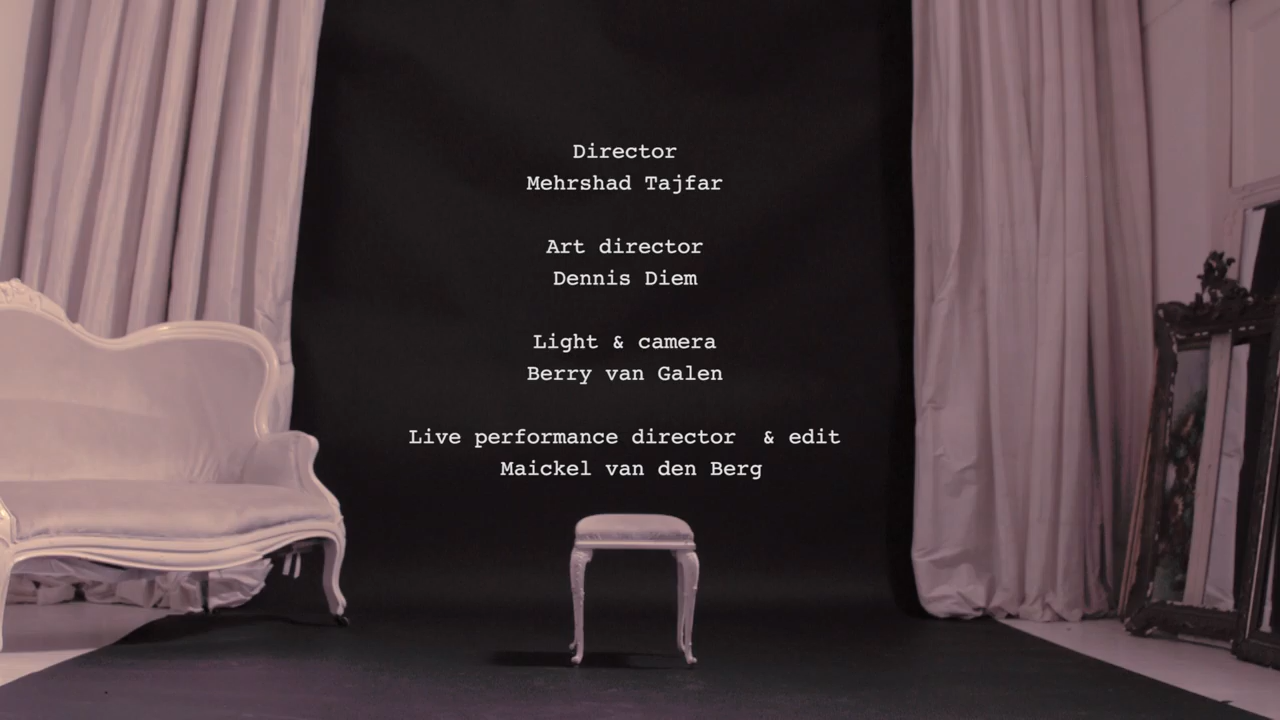 Director
Mehrshad Tajfar
Art director
Dennis Diem
Light & camera
Berry van Galen
Live performance director  & edit
Maickel van den Berg